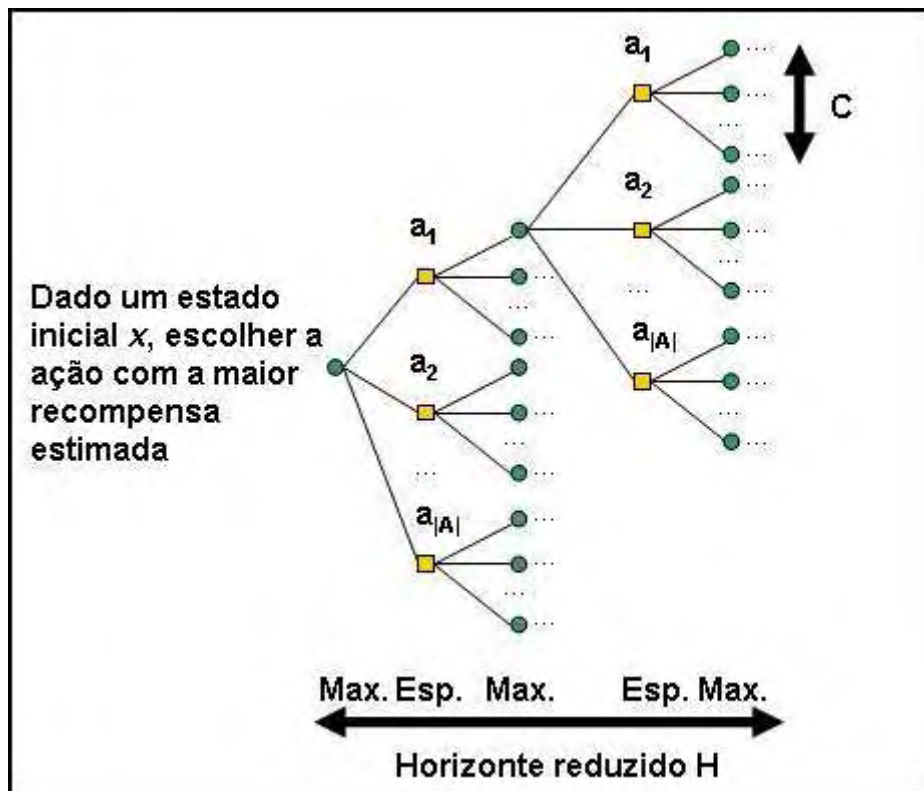 a1
C
a2
a1
Dado um estado
inicial x, escolher a
ação com a maior
recompensa
estimada
a2
a|A|
a|A|
Max. Esp. Max. Esp. Max.
Horizonte reduzido H